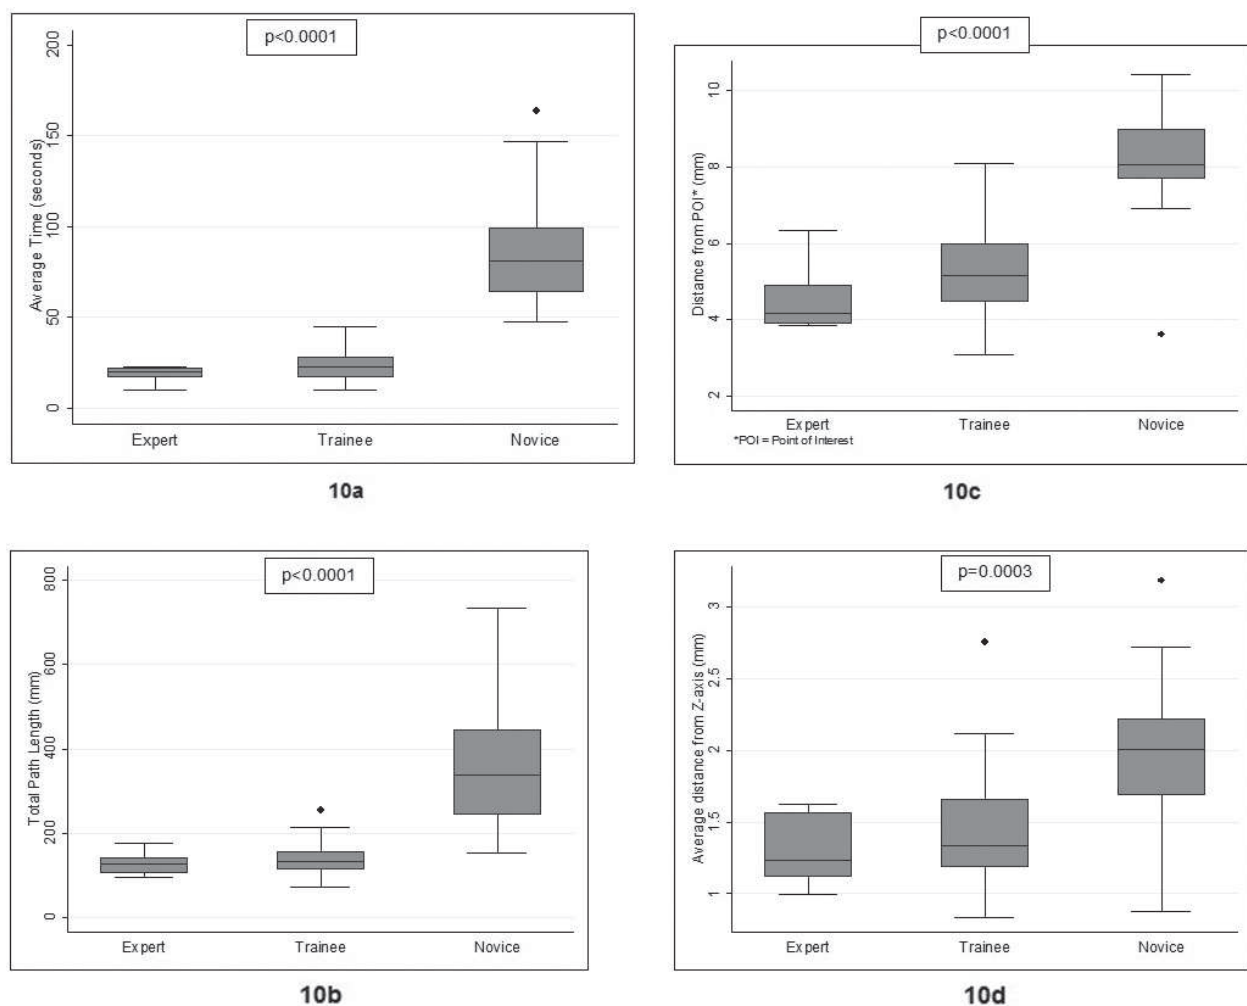 p<0.0001
Average Time (seconds)
200
150
100
50
0
Expert Trainee Novice
10a
p<0.0001
Distance from POI* (mm)
10
8
6
4
2
Expert Trainee Novice
*POI = Point of Interest
10c
p<0.0001
Total Path Length (mm)
800
600
400
200
0
Expert Trainee Novice
10b
p=0.0003
Average distance from Z-axis (mm)
3
2.5
2
1.5
1
Expert Trainee Novice
10d